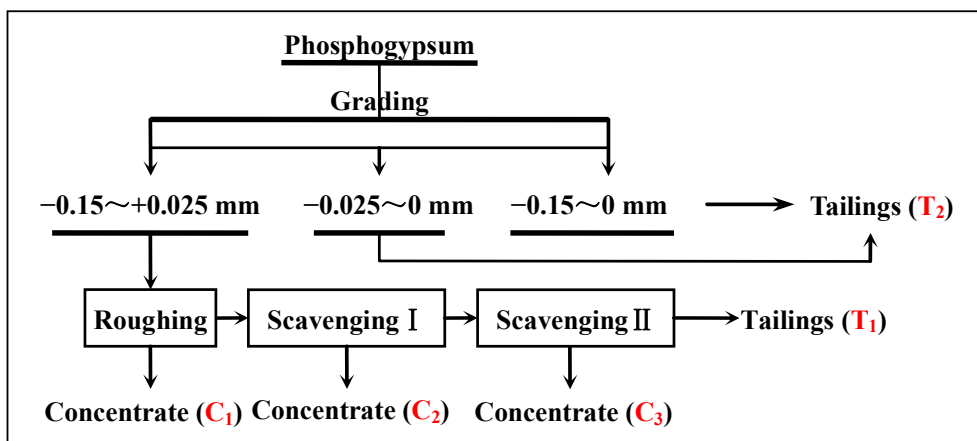 Phosphogypsum
Grading
−0.15～+0.025 mm
−0.025～0 mm
−0.15～0 mm
Tailings (T₂)
Roughing
Scavenging Ⅰ
Scavenging Ⅱ
Tailings (T₁)
Concentrate (C₁)
Concentrate (C₂)
Concentrate (C₃)